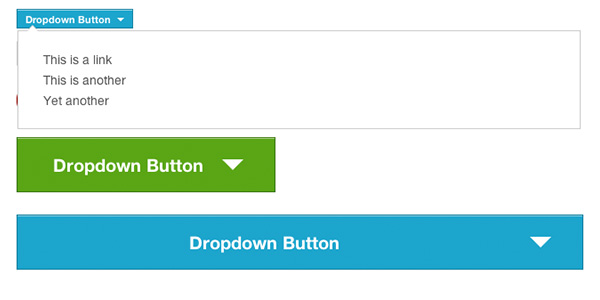 Dropdown Button
This is a link
This is another
Yet another
Dropdown Button
Dropdown Button